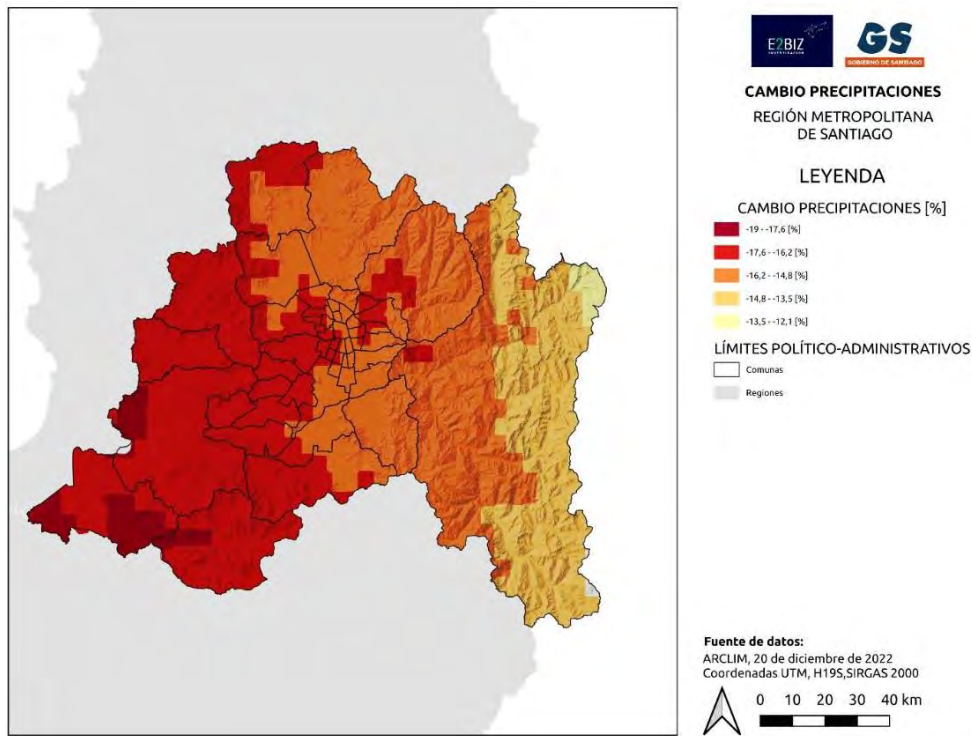 E2BIZ
INVESTIGACIÓN
GS
GOBIERNO DE SANTIAGO
CAMBIO PRECIPITACIONES
REGIÓN METROPOLITANA
DE SANTIAGO
LEYENDA
CAMBIO PRECIPITACIONES [%]
-19 - -17,6 [%]
-17,6 - -16,2 [%]
-16,2 - -14,8 [%]
-14,8 - -13,5 [%]
-13,5 - -12,1 [%]
LÍMITES POLÍTICO-ADMINISTRATIVOS
Comunas
Regiones
Fuente de datos:
ARCLIM, 20 de diciembre de 2022
Coordenadas UTM, H19S,SIRGAS 2000
0 10 20 30 40 km